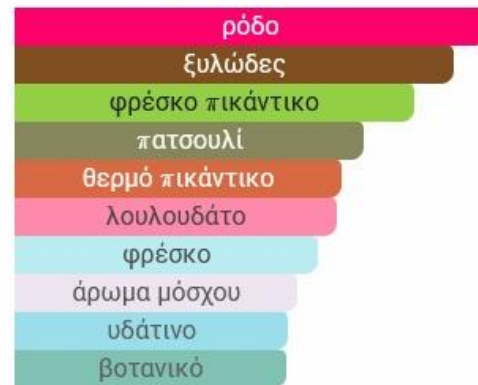 ρόδο
ξυλώδες
φρέσκο πικάντικο
πατσουλί
θερμό πικάντικο
λουλουδάτο
φρέσκο
άρωμα μόσχου
υδάτινο
βοτανικό